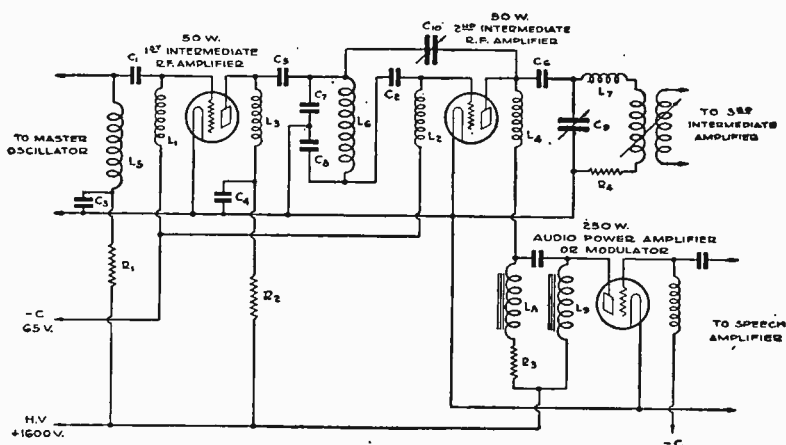 50 W.
1ST INTERMEDIATE
R.F. AMPLIFIER
50 W.
2ND INTERMEDIATE
R.F. AMPLIFIER
C10
C1
C5
C2
C6
L7
C7
L6
C8
L1
L3
L2
L4
C9
TO 3RD
INTERMEDIATE
AMPLIFIER
TO MASTER
OSCILLATOR
L5
C3
C4
R4
250 W.
AUDIO POWER AMPLIFIER
OR MODULATOR
R1
R2
-C
65 V.
LA
L9
R3
TO SPEECH
AMPLIFIER
H.V
+1600 V.
-C